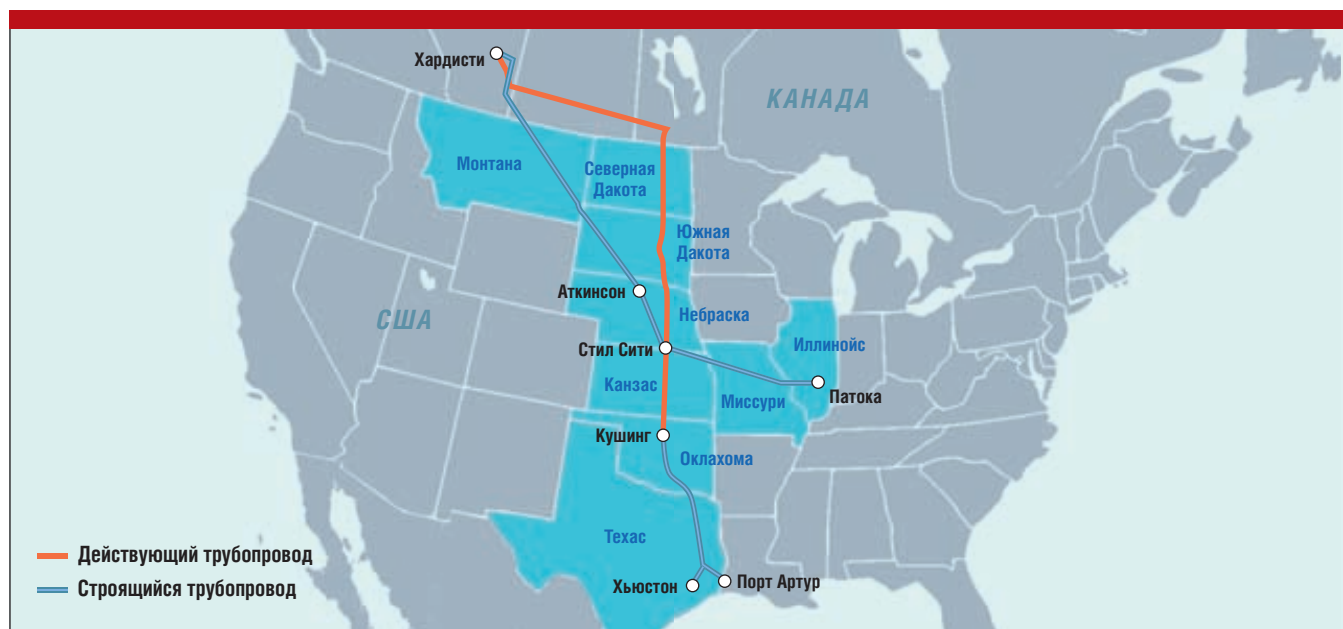 Хардисти
КАНАДА
Монтана
Северная
Дакота
Южная
Дакота
Аткинсон
Небраска
США
Стил Сити
Иллинойс
Канзас
Миссури
Патока
Кушинг
Оклахома
Техас
Действующий трубопровод
Строящийся трубопровод
Хьюстон
Порт Артур